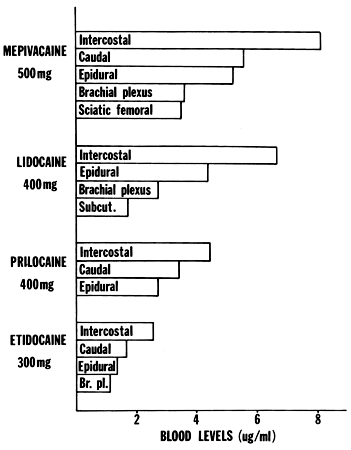 MEPIVACAINE
500mg
Intercostal
Caudal
Epidural
Brachial plexus
Sciatic femoral
LIDOCAINE
400mg
Intercostal
Epidural
Brachial plexus
Subcut.
PRILOCAINE
400mg
Intercostal
Caudal
Epidural
ETIDOCAINE
300mg
Intercostal
Caudal
Epidural
Br. pl.
2 4 6 8
BLOOD LEVELS (ug/ml)